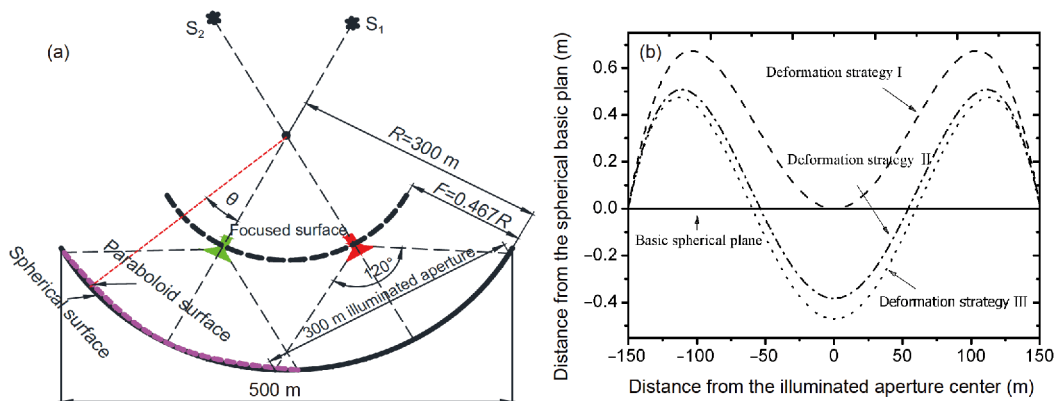 (a)
S₂
S₁
R=300 m
F=0.467R
θ
Focused surface
120°
Paraboloid surface
Spherical surface
300 m illuminated aperture
500 m
(b)
Distance from the spherical basic plan (m)
0.6
0.4
0.2
0.0
−0.2
−0.4
Deformation strategy I
Deformation strategy II
Basic spherical plane
Deformation strategy III
−150
−100
−50
0
50
100
150
Distance from the illuminated aperture center (m)